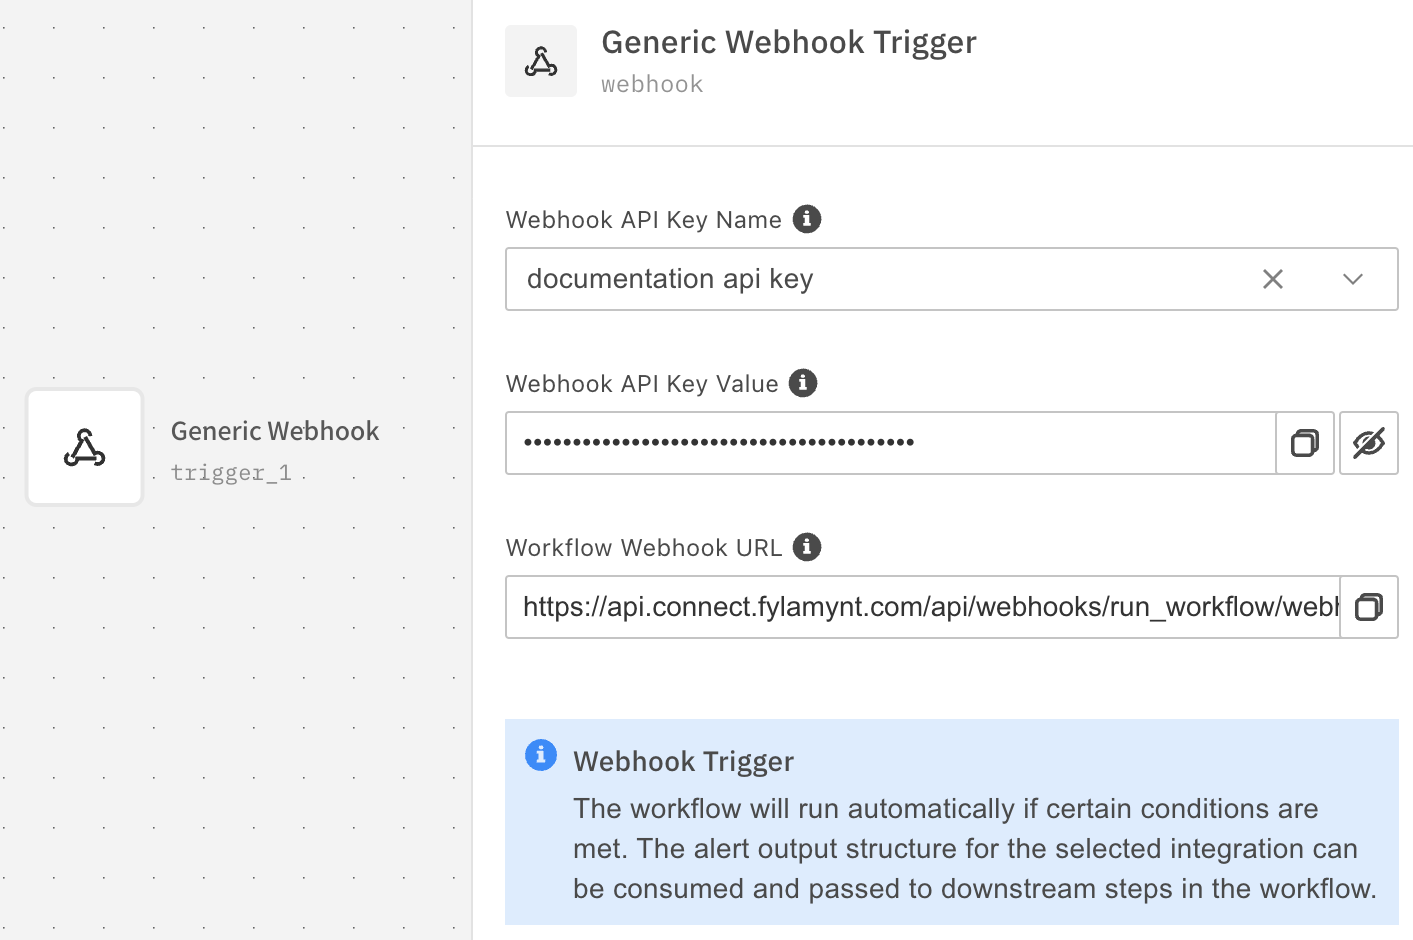 Generic Webhook Trigger
webhook
Webhook API Key Name
documentation api key
Webhook API Key Value
••••••••••••••••••••••••••••••••••••••••
Workflow Webhook URL
https://api.connect.fylamynt.com/api/webhooks/run_workflow/webh
Generic Webhook
trigger_1
Webhook Trigger
The workflow will run automatically if certain conditions are
met. The alert output structure for the selected integration can
be consumed and passed to downstream steps in the workflow.